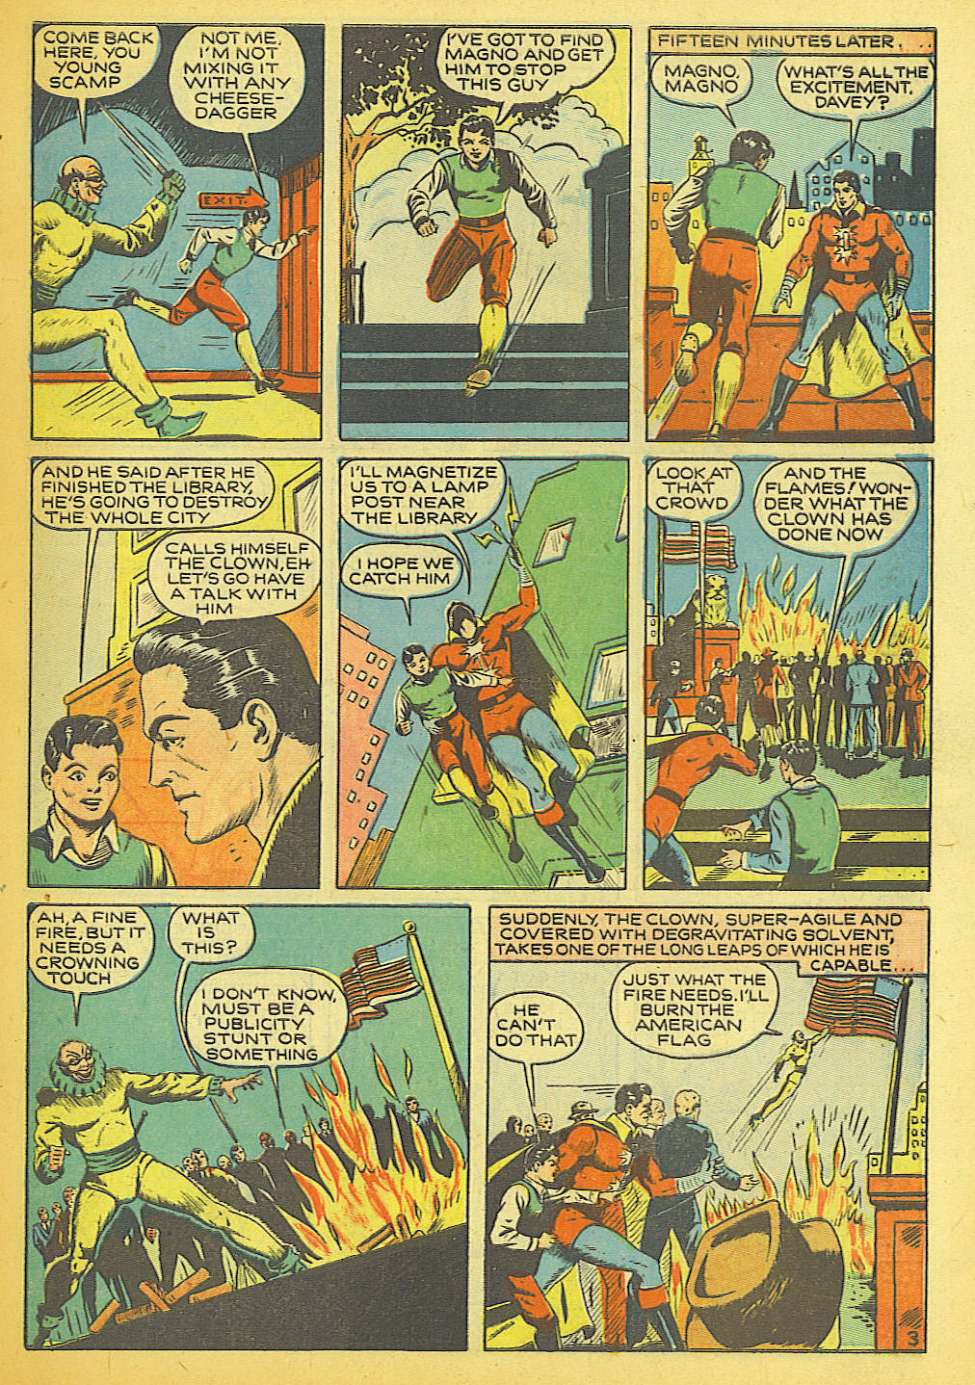 COME BACK
HERE, YOU
YOUNG
SCAMP
NOT ME.
I'M NOT
MIXING IT
WITH ANY
CHEESE-
DAGGER
EXIT.
I'VE GOT TO FIND
MAGNO AND GET
HIM TO STOP
THIS GUY
FIFTEEN MINUTES LATER. . . .
MAGNO,
MAGNO
WHAT'S ALL THE
EXCITEMENT,
DAVEY?
AND HE SAID AFTER HE
FINISHED THE LIBRARY,
HE'S GOING TO DESTROY
THE WHOLE CITY
CALLS HIMSELF
THE CLOWN, EH-
LET'S GO HAVE
A TALK WITH
HIM
I'LL MAGNETIZE
US TO A LAMP
POST NEAR
THE LIBRARY
I HOPE WE
CATCH HIM
LOOK AT
THAT
CROWD
AND THE
FLAMES! WON-
DER WHAT THE
CLOWN HAS
DONE NOW
AH, A FINE
FIRE, BUT IT
NEEDS A
CROWNING
TOUCH
WHAT
IS
THIS?
I DON'T KNOW,
MUST BE A
PUBLICITY
STUNT OR
SOMETHING
SUDDENLY, THE CLOWN, SUPER-AGILE AND
COVERED WITH DEGRAVITATING SOLVENT,
TAKES ONE OF THE LONG LEAPS OF WHICH HE IS
CAPABLE...
HE
CAN'T
DO THAT
JUST WHAT THE
FIRE NEEDS. I'LL
BURN THE
AMERICAN
FLAG
3